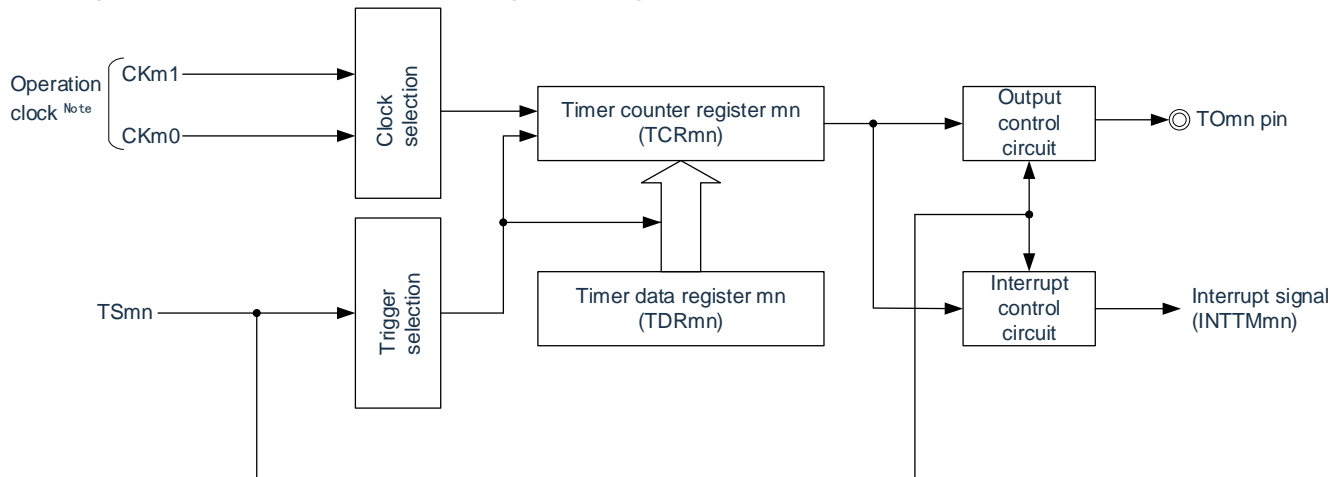 Operation
clock Note
CKm1
CKm0
Clock
selection
Timer counter register mn
(TCRmn)
Output
control
circuit
TOmn pin
TSmn
Trigger
selection
Timer data register mn
(TDRmn)
Interrupt
control
circuit
Interrupt signal
(INTTMmn)